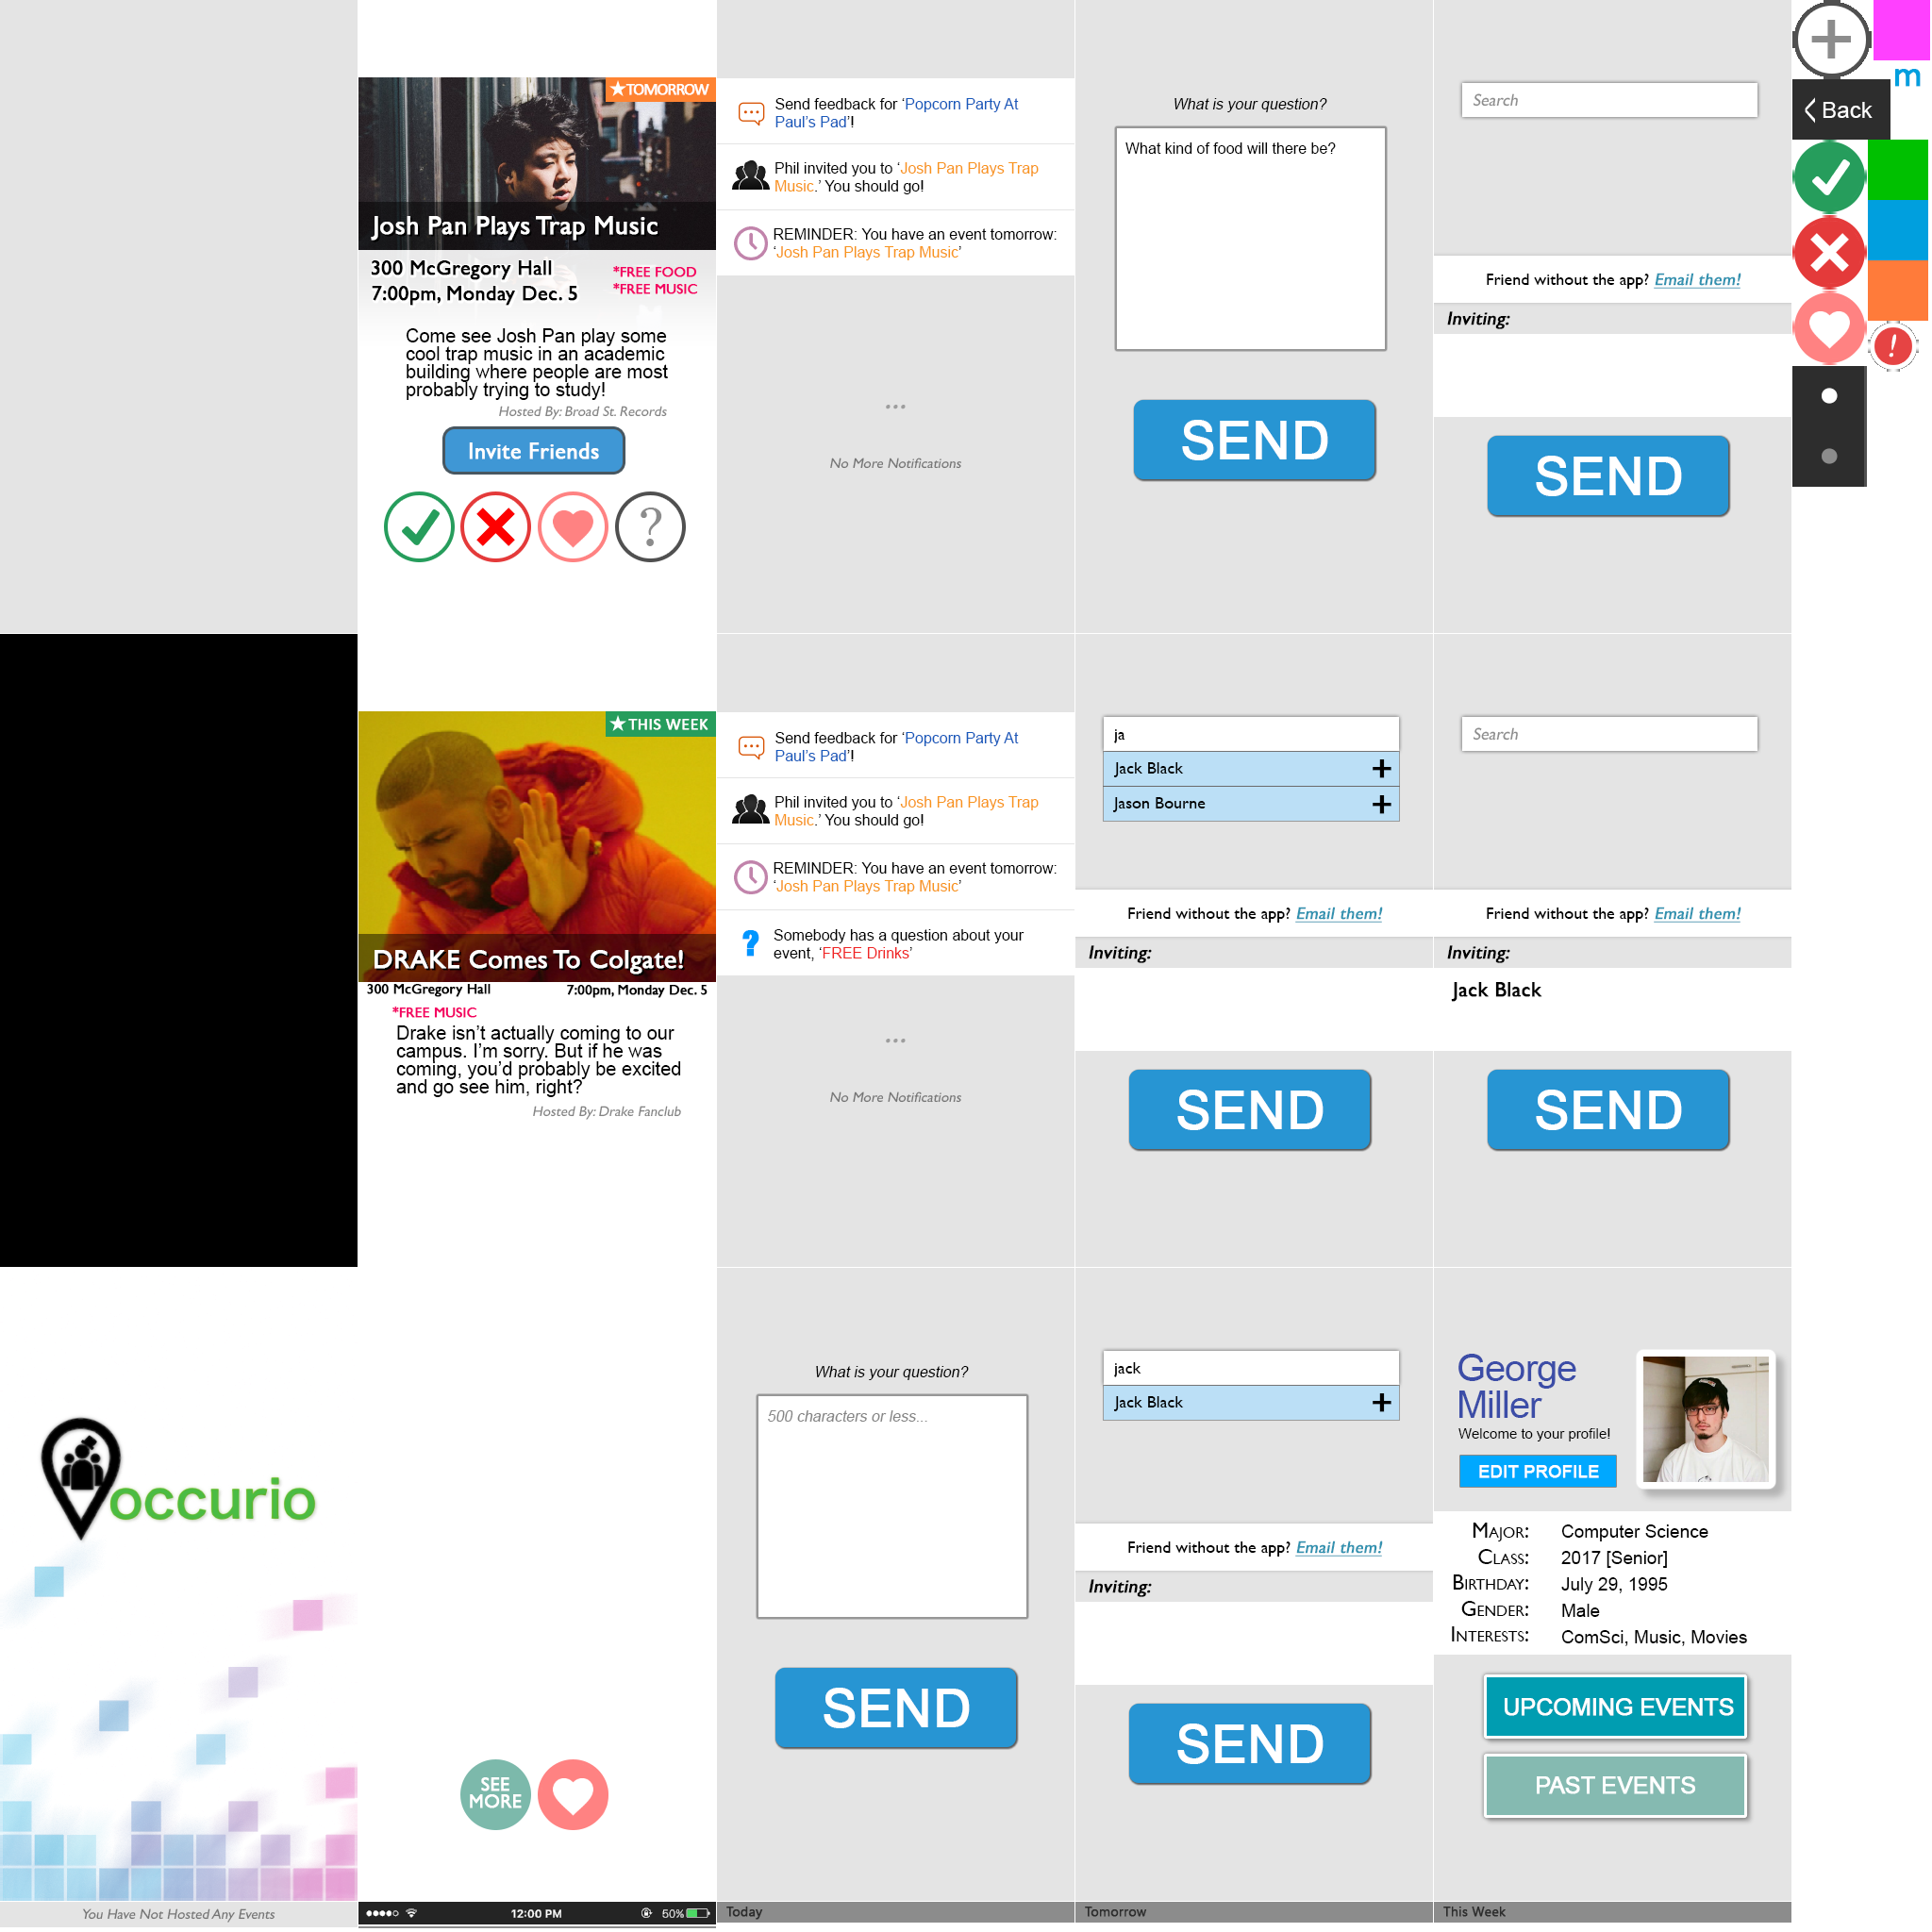 ★TOMORROW
Josh Pan Plays Trap Music
300 McGregory Hall
7:00pm, Monday Dec. 5
*FREE FOOD
*FREE MUSIC
Come see Josh Pan play some
cool trap music in an academic
building where people are most
probably trying to study!
Hosted By: Broad St. Records
Invite Friends
?
Send feedback for ‘Popcorn Party At
Paul’s Pad’!
Phil invited you to ‘Josh Pan Plays Trap
Music.’ You should go!
REMINDER: You have an event tomorrow:
‘Josh Pan Plays Trap Music’
...
No More Notifications
What is your question?
What kind of food will there be?
SEND
Search
Friend without the app? Email them!
Inviting:
SEND
m
Back
!
★THIS WEEK
DRAKE Comes To Colgate!
300 McGregory Hall
7:00pm, Monday Dec. 5
*FREE MUSIC
Drake isn’t actually coming to our
campus. I’m sorry. But if he was
coming, you’d probably be excited
and go see him, right?
Hosted By: Drake Fanclub
Send feedback for ‘Popcorn Party At
Paul’s Pad’!
Phil invited you to ‘Josh Pan Plays Trap
Music.’ You should go!
REMINDER: You have an event tomorrow:
‘Josh Pan Plays Trap Music’
?
Somebody has a question about your
event, ‘FREE Drinks’
...
No More Notifications
ja
Jack Black
Jason Bourne
Friend without the app? Email them!
Inviting:
SEND
Search
Friend without the app? Email them!
Inviting:
Jack Black
SEND
occurio
You Have Not Hosted Any Events
SEE
MORE
12:00 PM
50%
What is your question?
500 characters or less...
SEND
Today
jack
Jack Black
Friend without the app? Email them!
Inviting:
SEND
Tomorrow
George
Miller
Welcome to your profile!
EDIT PROFILE
MAJOR: Computer Science
CLASS: 2017 [Senior]
BIRTHDAY: July 29, 1995
GENDER: Male
INTERESTS: ComSci, Music, Movies
UPCOMING EVENTS
PAST EVENTS
This Week